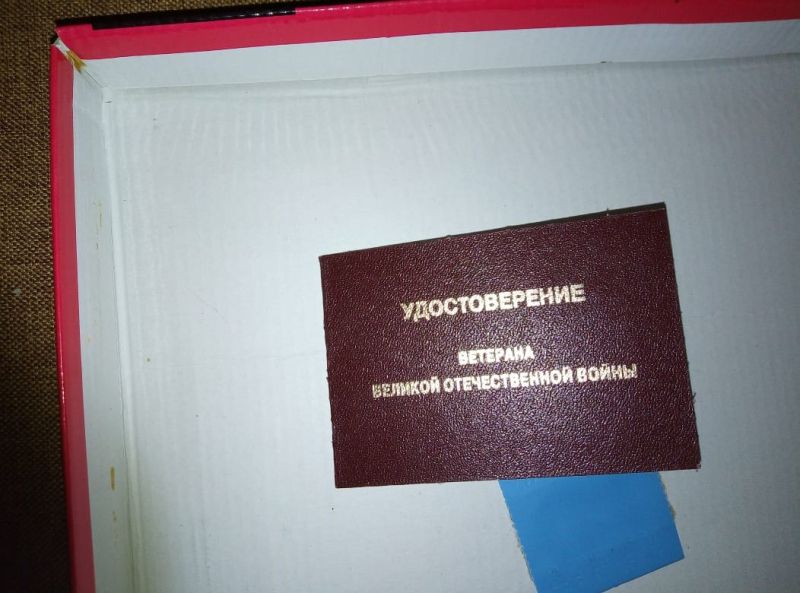 УДОСТОВЕРЕНИЕ
ВЕТЕРАНА
ВЕЛИКОЙ ОТЕЧЕСТВЕННОЙ ВОЙНЫ